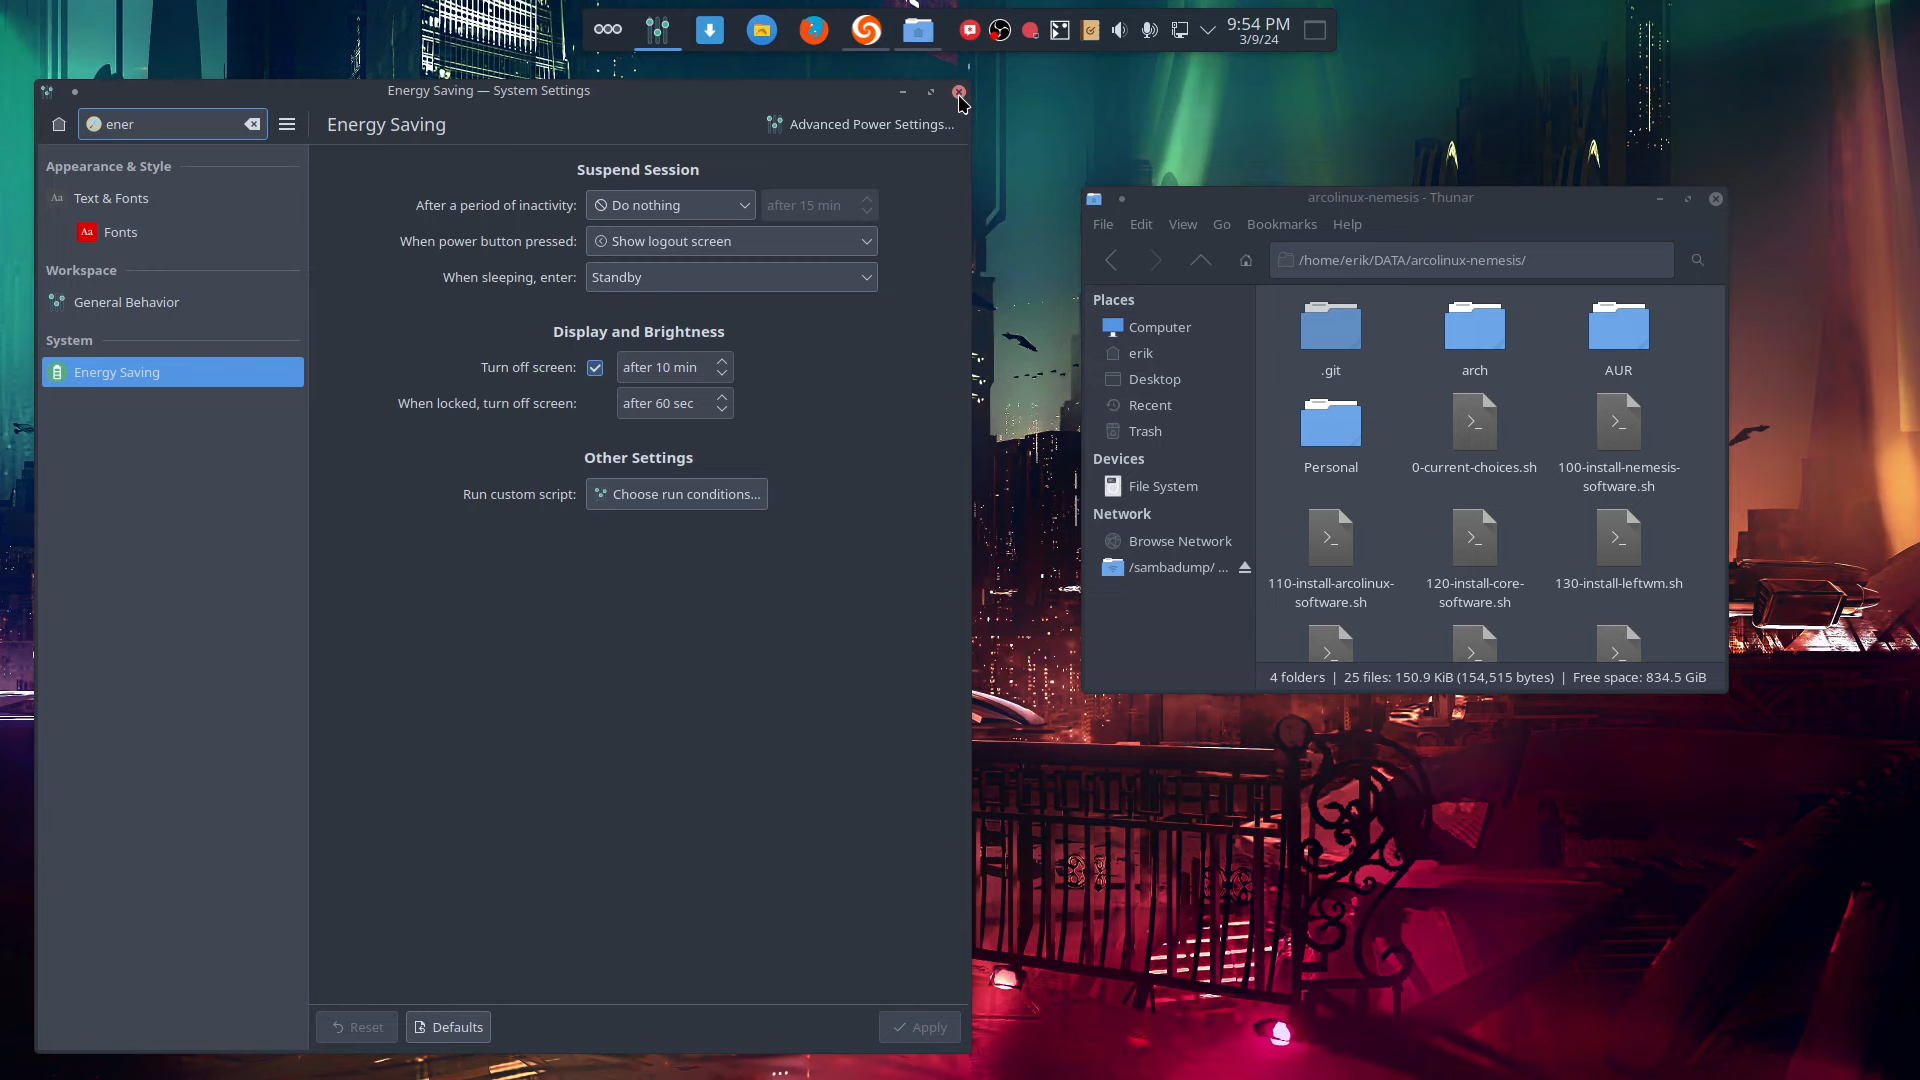 9:54 PM
3/9/24
Energy Saving — System Settings
ener
Energy Saving
Advanced Power Settings...
Appearance & Style
Aa Text & Fonts
Aa Fonts
Workspace
General Behavior
System
Energy Saving
Suspend Session
After a period of inactivity: Do nothing after 15 min
When power button pressed: Show logout screen
When sleeping, enter: Standby
Display and Brightness
Turn off screen: after 10 min
When locked, turn off screen: after 60 sec
Other Settings
Run custom script: Choose run conditions...
Reset
Defaults
Apply
arcolinux-nemesis - Thunar
File Edit View Go Bookmarks Help
/home/erik/DATA/arcolinux-nemesis/
Places
Computer
erik
Desktop
Recent
Trash
Devices
File System
Network
Browse Network
/sambadump/ ...
.git
arch
AUR
Personal
0-current-choices.sh
100-install-nemesis-
software.sh
110-install-arcolinux-
software.sh
120-install-core-
software.sh
130-install-leftwm.sh
4 folders | 25 files: 150.9 KiB (154,515 bytes) | Free space: 834.5 GiB